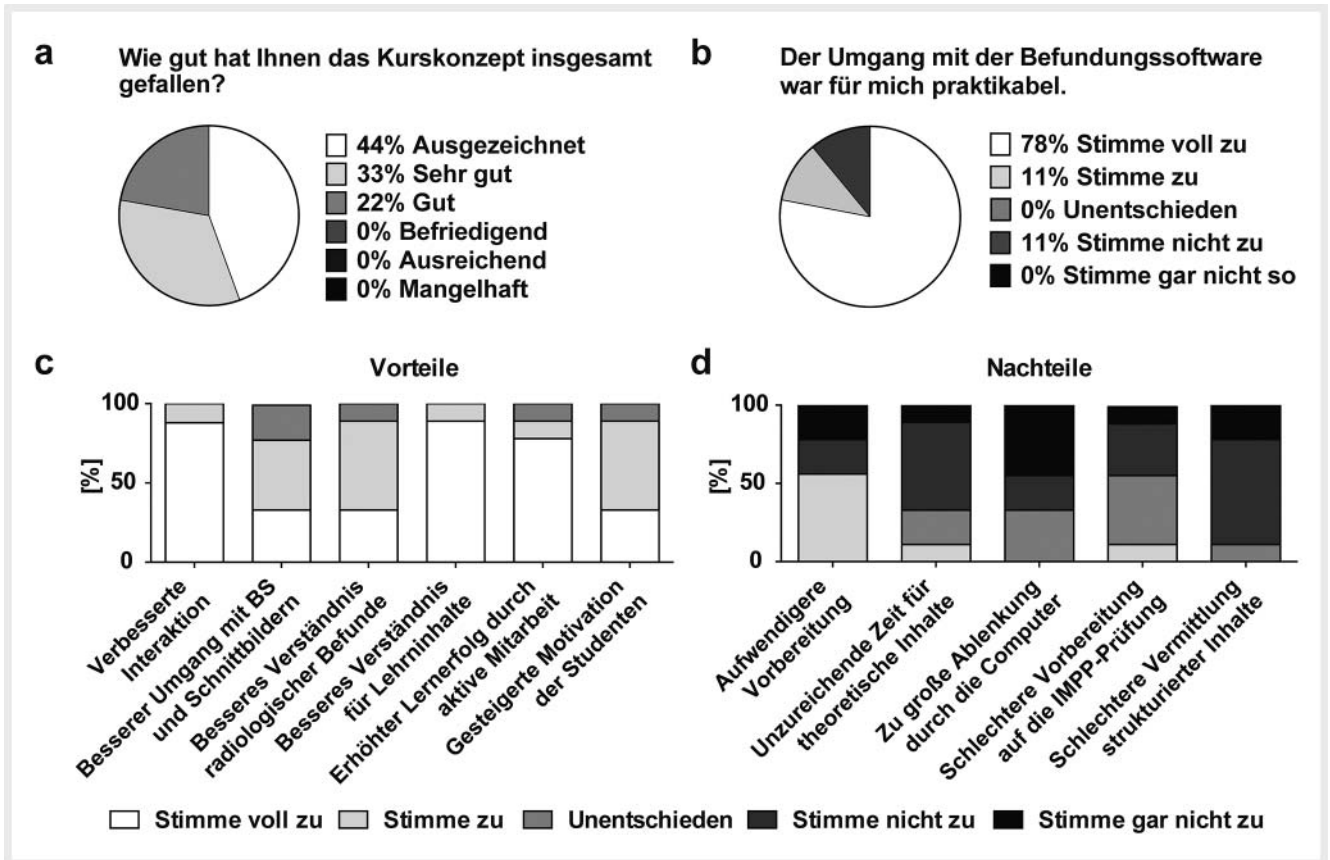 a
Wie gut hat Ihnen das Kurskonzept insgesamt
gefallen?
44% Ausgezeichnet
33% Sehr gut
22% Gut
0% Befriedigend
0% Ausreichend
0% Mangelhaft
b
Der Umgang mit der Befundungssoftware
war für mich praktikabel.
78% Stimme voll zu
11% Stimme zu
0% Unentschieden
11% Stimme nicht zu
0% Stimme gar nicht so
c
Vorteile
[%]
100
50
0
Verbesserte
Interaktion
Besserer Umgang mit BS
und Schnittbildern
Besseres Verständnis
radiologischer Befunde
Besseres Verständnis
für Lehrninhalte
Erhöhter Lernerfolg durch
aktive Mitarbeit
Gesteigerte Motivation
der Studenten
d
Nachteile
[%]
100
50
0
Aufwendigere
Vorbereitung
Unzureichende Zeit für
theoretische Inhalte
Zu große Ablenkung
durch die Computer
Schlechtere Vorbereitung
auf die IMPP-Prüfung
Schlechtere Vermittlung
strukturierter Inhalte
Stimme voll zu
Stimme zu
Unentschieden
Stimme nicht zu
Stimme gar nicht zu